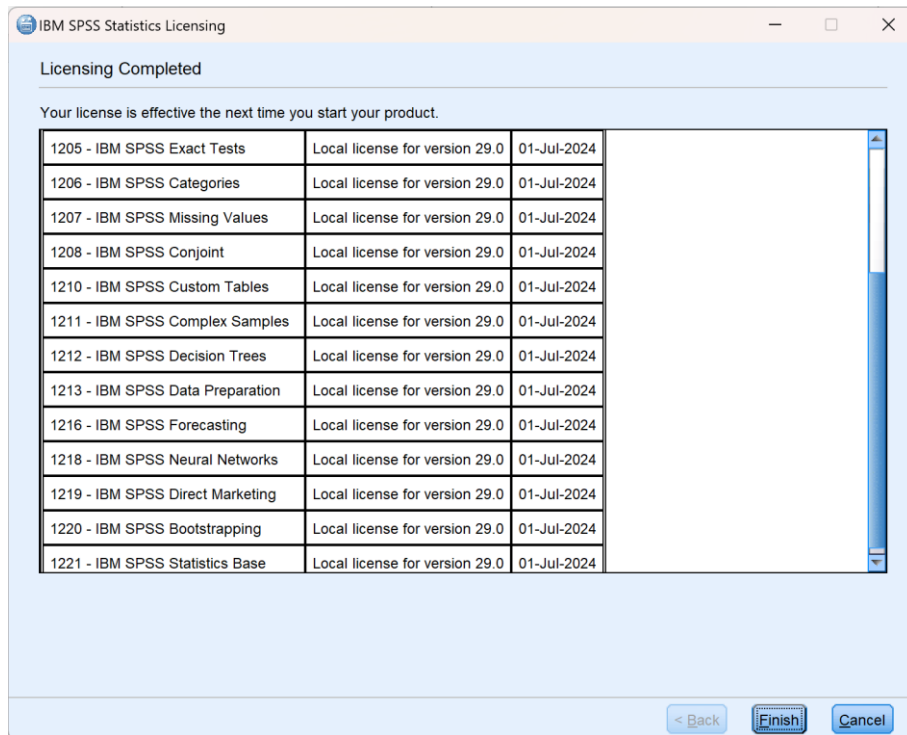 IBM SPSS Statistics Licensing
Licensing Completed
Your license is effective the next time you start your product.
1205 - IBM SPSS Exact Tests Local license for version 29.0 01-Jul-2024
1206 - IBM SPSS Categories Local license for version 29.0 01-Jul-2024
1207 - IBM SPSS Missing Values Local license for version 29.0 01-Jul-2024
1208 - IBM SPSS Conjoint Local license for version 29.0 01-Jul-2024
1210 - IBM SPSS Custom Tables Local license for version 29.0 01-Jul-2024
1211 - IBM SPSS Complex Samples Local license for version 29.0 01-Jul-2024
1212 - IBM SPSS Decision Trees Local license for version 29.0 01-Jul-2024
1213 - IBM SPSS Data Preparation Local license for version 29.0 01-Jul-2024
1216 - IBM SPSS Forecasting Local license for version 29.0 01-Jul-2024
1218 - IBM SPSS Neural Networks Local license for version 29.0 01-Jul-2024
1219 - IBM SPSS Direct Marketing Local license for version 29.0 01-Jul-2024
1220 - IBM SPSS Bootstrapping Local license for version 29.0 01-Jul-2024
1221 - IBM SPSS Statistics Base Local license for version 29.0 01-Jul-2024
< Back Finish Cancel